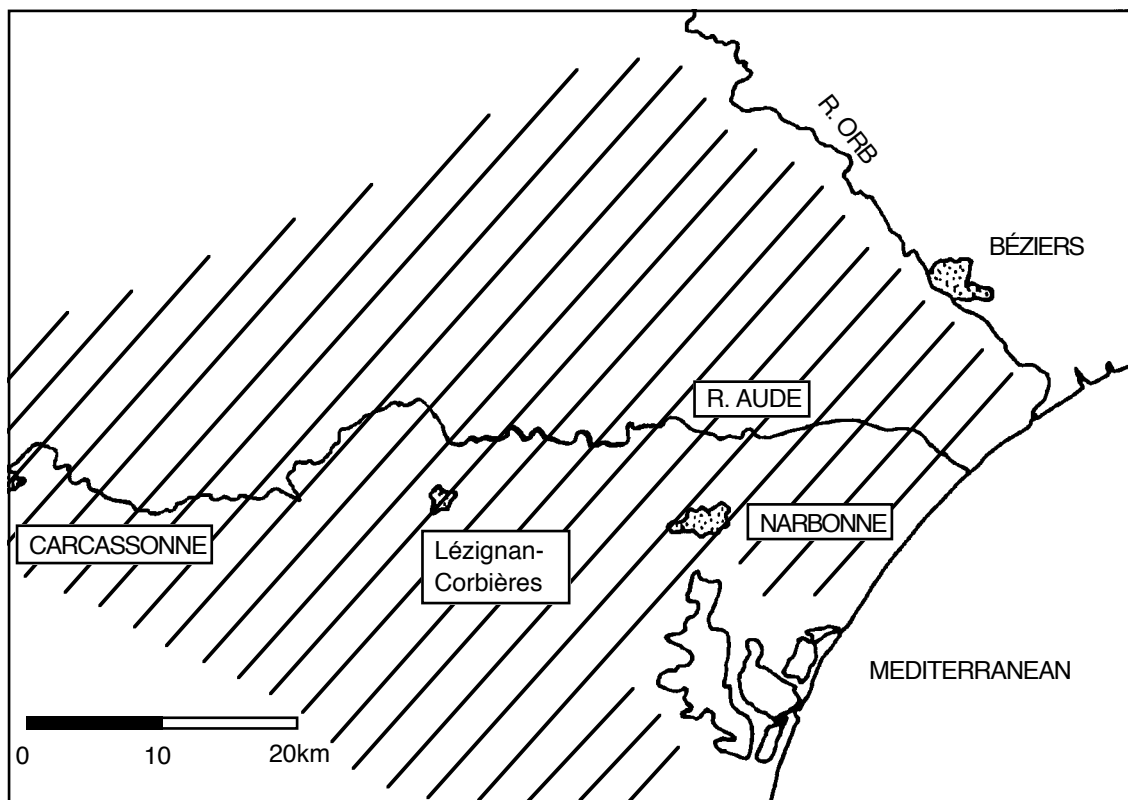 R. ORB
BÉZIERS
R. AUDE
NARBONNE
CARCASSONNE
Lézignan-
Corbières
MEDITERRANEAN
0 10 20km